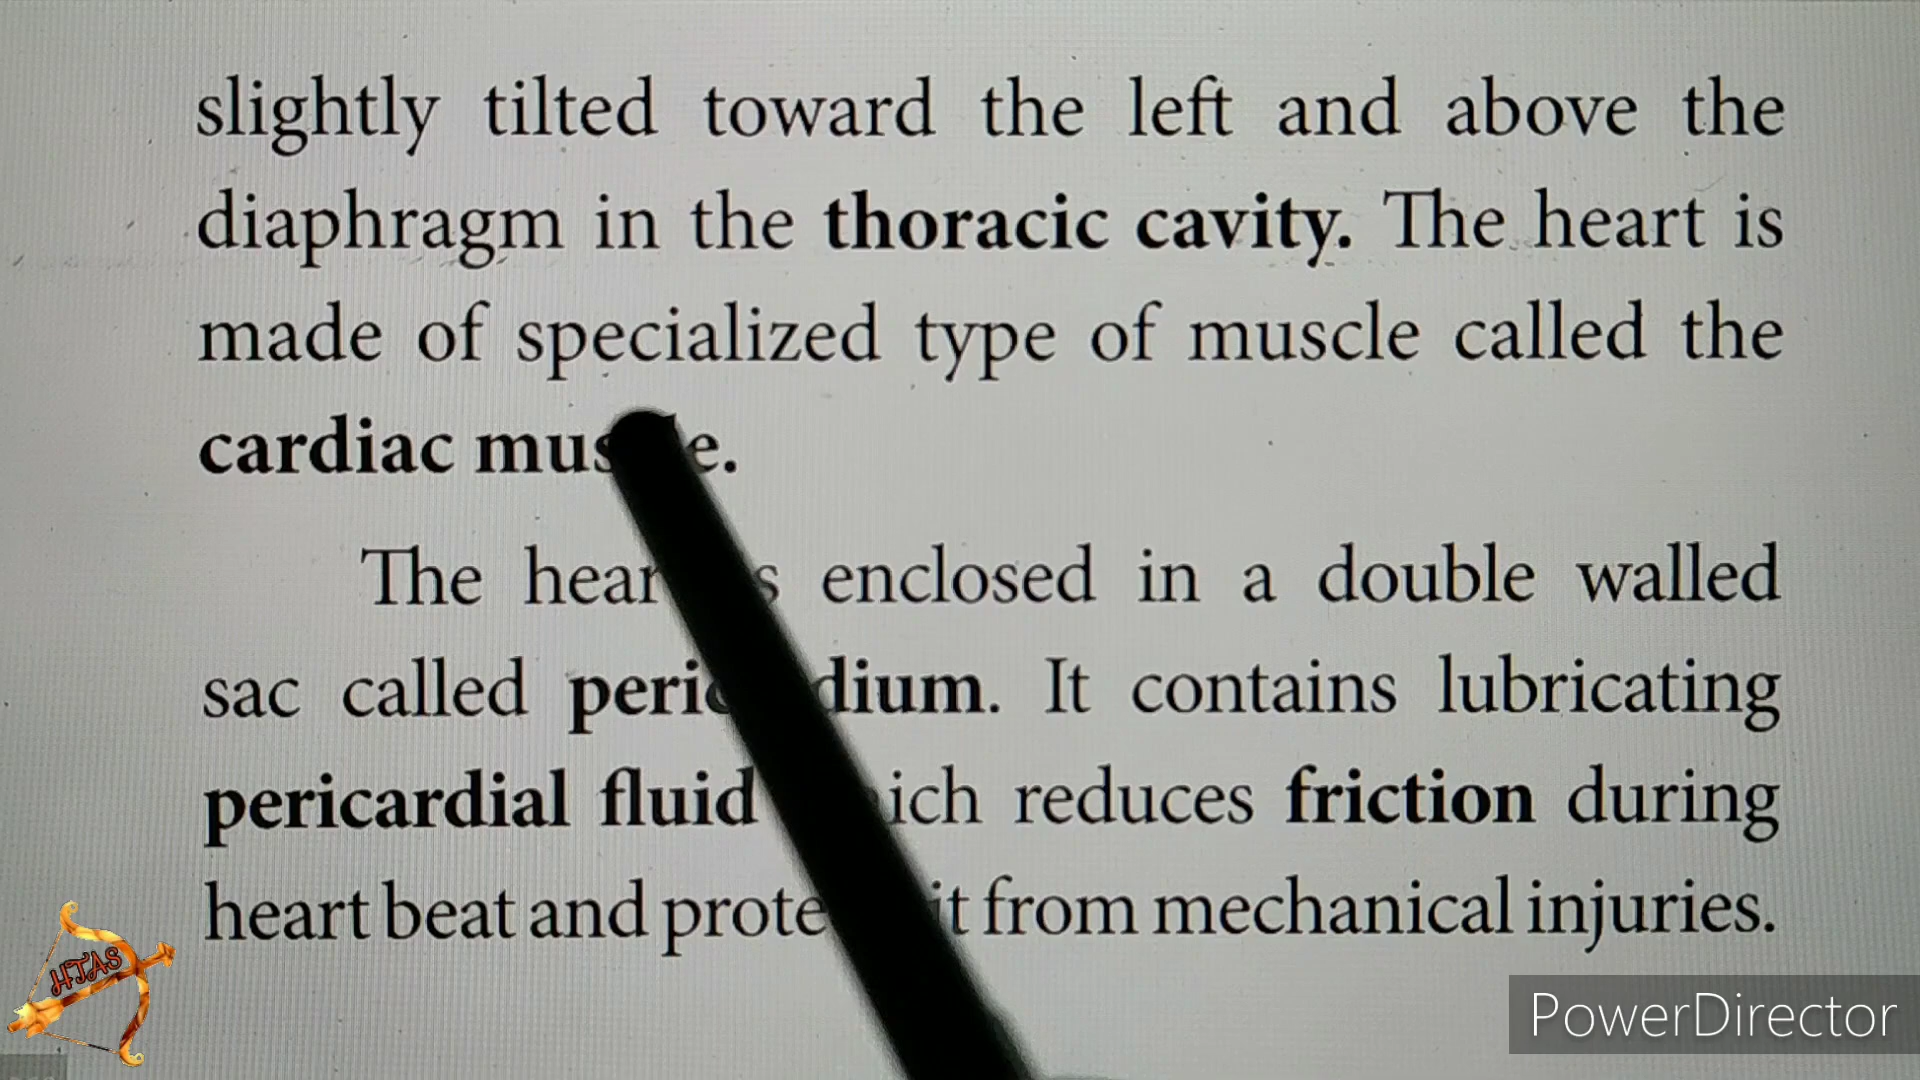 slightly tilted toward the left and above the
diaphragm in the thoracic cavity. The heart is
made of specialized type of muscle called the
cardiac
The enclosed in a double walled
sac called It contains lubricating
pericardial fluid reduces friction during
heart beat and from mechanical injuries.
HTAS
PowerDirector